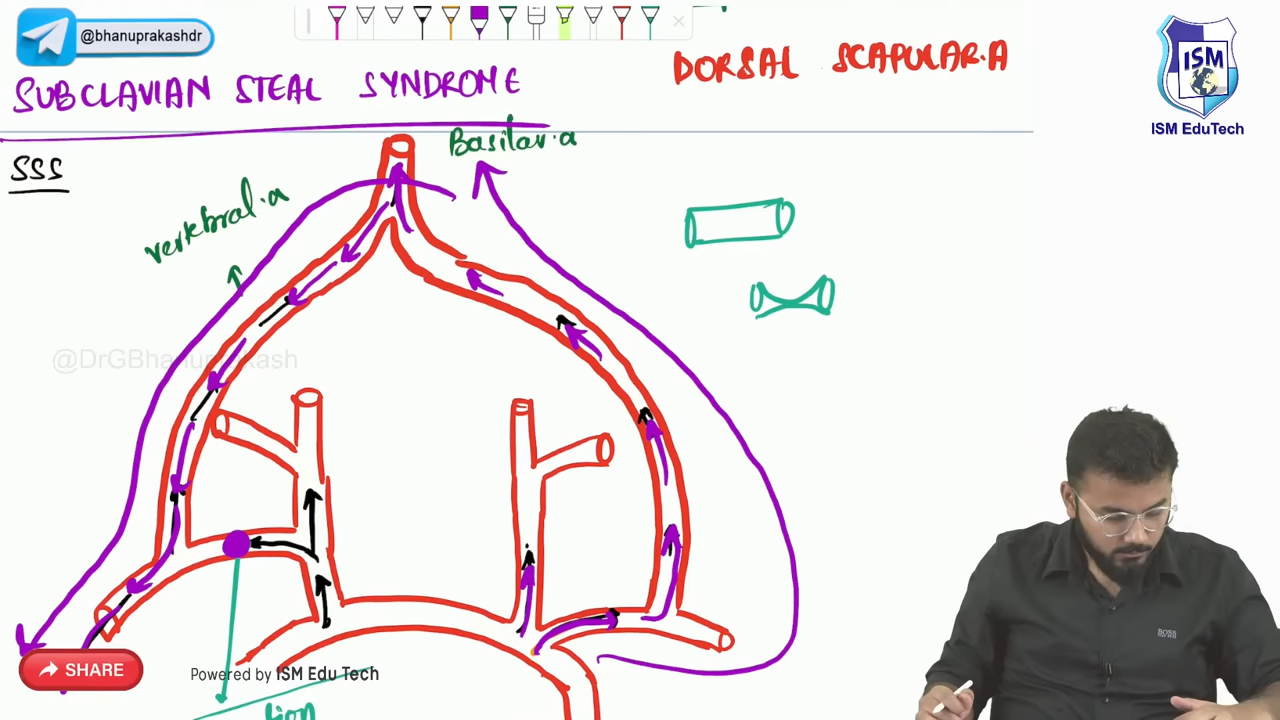 @bhanuprakashdr
SUBCLAVIAN STEAL SYNDROME
DORSAL SCAPULAR.A
ISM
ISM EduTech
SSS
Basilar.a
vertebral.a
@DrGBhanuprakash
BOSS
SHARE
Powered by ISM Edu Tech